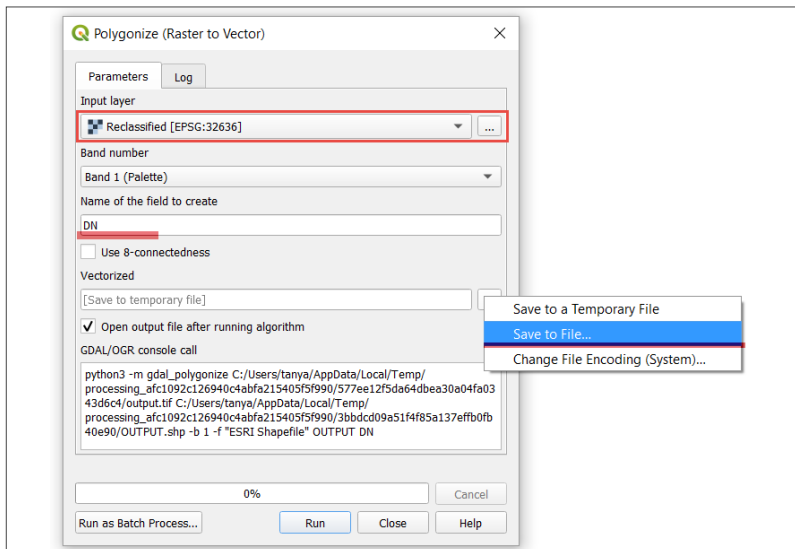 Polygonize (Raster to Vector)
Parameters
Log
Input layer
Reclassified [EPSG:32636]
...
Band number
Band 1 (Palette)
Name of the field to create
DN
Use 8-connectedness
Vectorized
[Save to temporary file]
Save to a Temporary File
Save to File...
Change File Encoding (System)...
Open output file after running algorithm
GDAL/OGR console call
python3 -m gdal_polygonize C:/Users/tanya/AppData/Local/Temp/
processing_afc1092c126940c4abfa215405f5f990/577ee12f5da64dbea30a04fa03
43d6c4/output.tif C:/Users/tanya/AppData/Local/Temp/
processing_afc1092c126940c4abfa215405f5f990/3bbdcd09a51f4f85a137effb0fb
40e90/OUTPUT.shp -b 1 -f "ESRI Shapefile" OUTPUT DN
0%
Cancel
Run as Batch Process...
Run
Close
Help